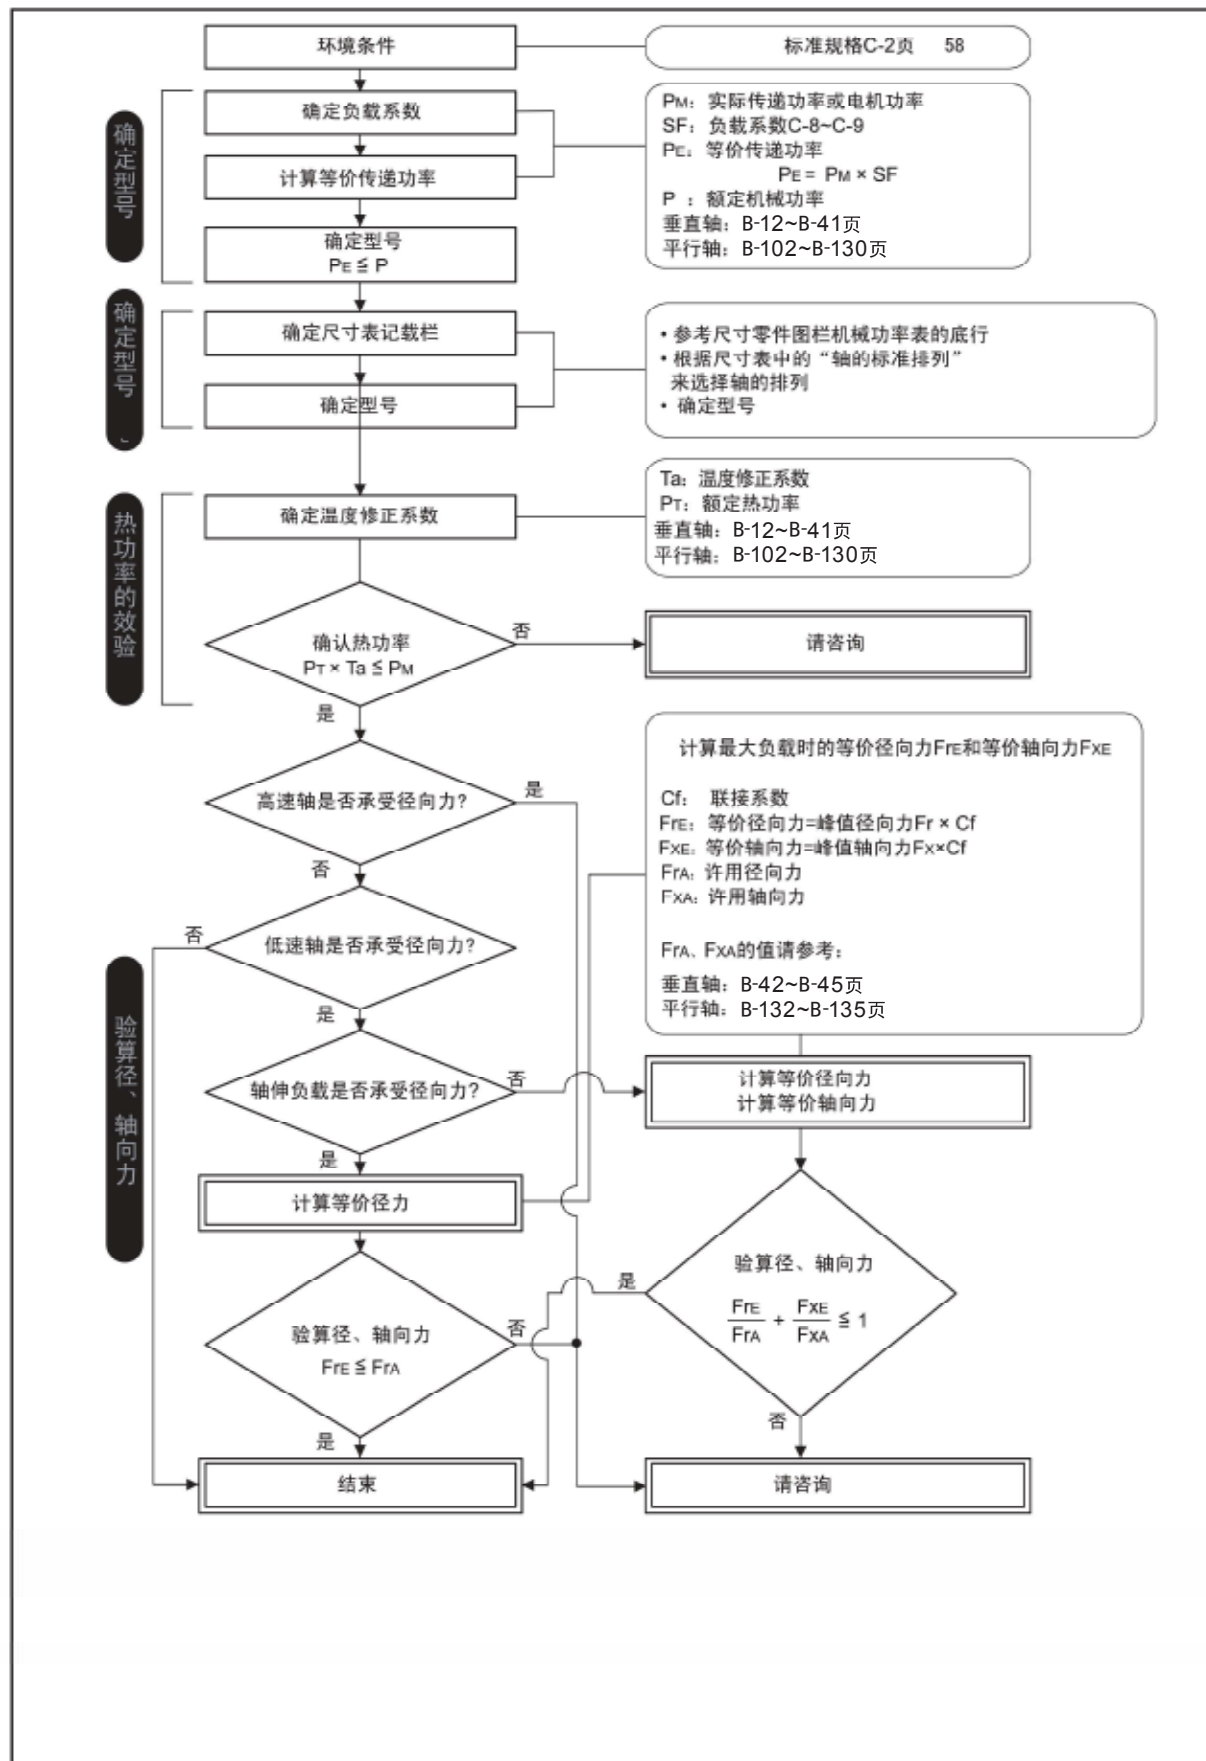 环境条件
标准规格C-2页 58
确定型号
确定负载系数
计算等价传递功率
确定型号
PE ≦ P
PM：实际传递功率或电机功率
SF：负载系数C-8~C-9
PE：等价传递功率
PE = PM × SF
P ：额定机械功率
垂直轴：B-12~B-41页
平行轴：B-102~B-130页
确定型号
确定尺寸表记载栏
确定型号
• 参考尺寸零件图栏机械功率表的底行
• 根据尺寸表中的“轴的标准排列”
来选择轴的排列
• 确定型号
热功率的效验
确定温度修正系数
Ta：温度修正系数
PT：额定热功率
垂直轴：B-12~B-41页
平行轴：B-102~B-130页
确认热功率
PT × Ta ≦ PM
否
请咨询
是
高速轴是否承受径向力?
是
否
计算最大负载时的等价径向力FrE和等价轴向力FXE
Cf： 联接系数
FrE：等价径向力=峰值径向力Fr × Cf
FXE：等价轴向力=峰值轴向力Fx×Cf
FrA：许用径向力
FXA：许用轴向力
FrA、FXA的值请参考：
垂直轴：B-42~B-45页
平行轴：B-132~B-135页
验算径、轴向力
否
低速轴是否承受径向力?
是
轴伸负载是否承受径向力?
否
计算等价径向力
计算等价轴向力
是
计算等价径力
验算径、轴向力
FrE/FrA + FXE/FXA ≦ 1
是
否
验算径、轴向力
FrE ≦ FrA
否
是
结束
请咨询